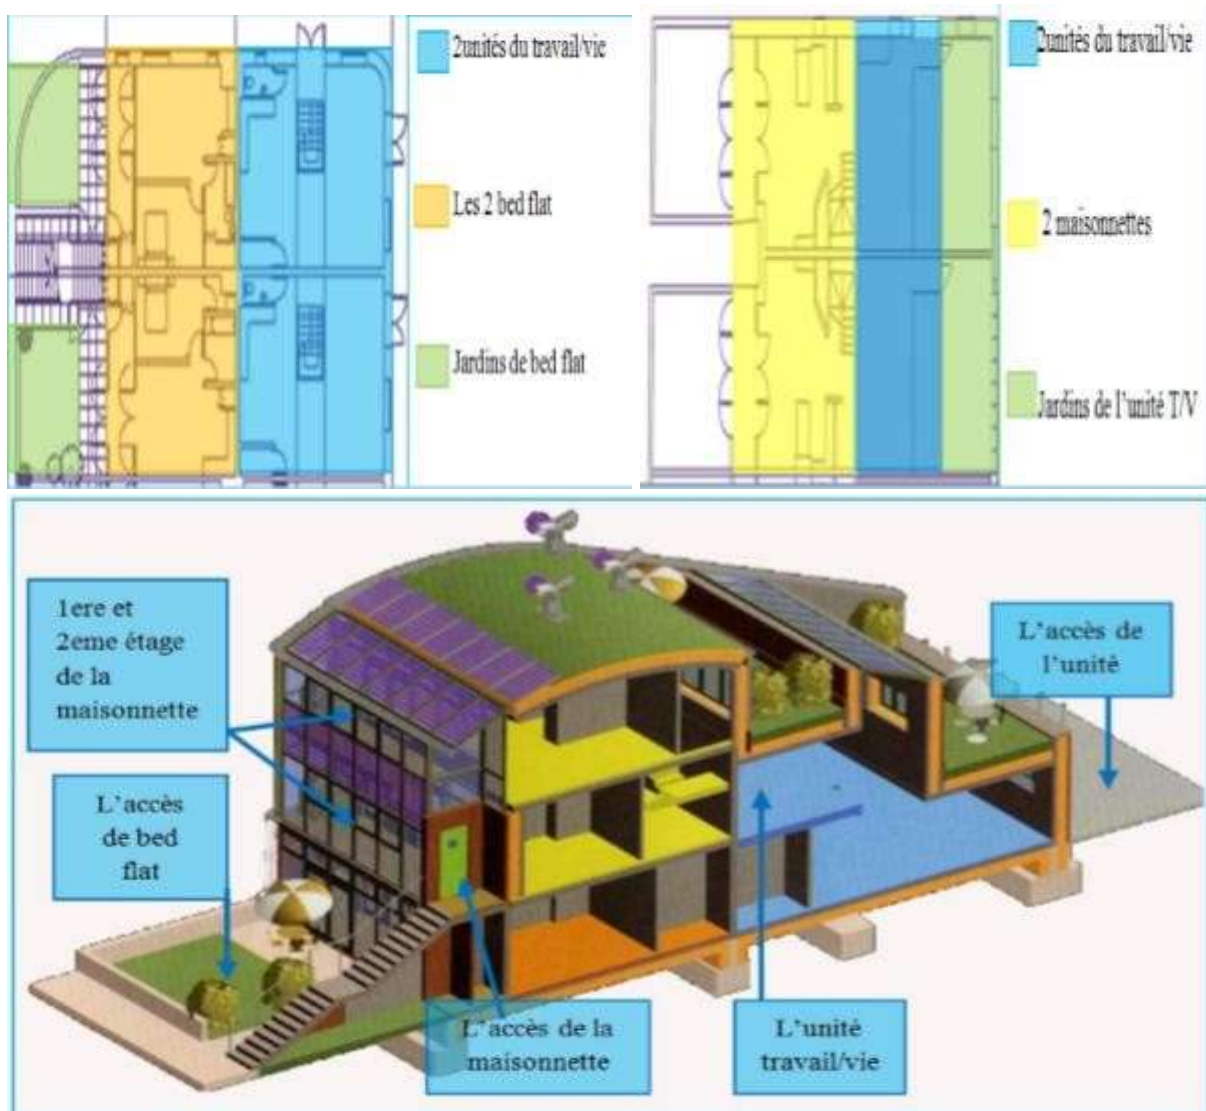 2unités du travail/vie
Les 2 bed flat
Jardins de bed flat
2unités du travail/vie
2 maisonnettes
Jardins de l'unité T/V
1ere et
2eme étage
de la
maisonnette
L'accès
de bed
flat
L'accès de
l'unité
L'accès de la
maisonnette
L'unité
travail/vie